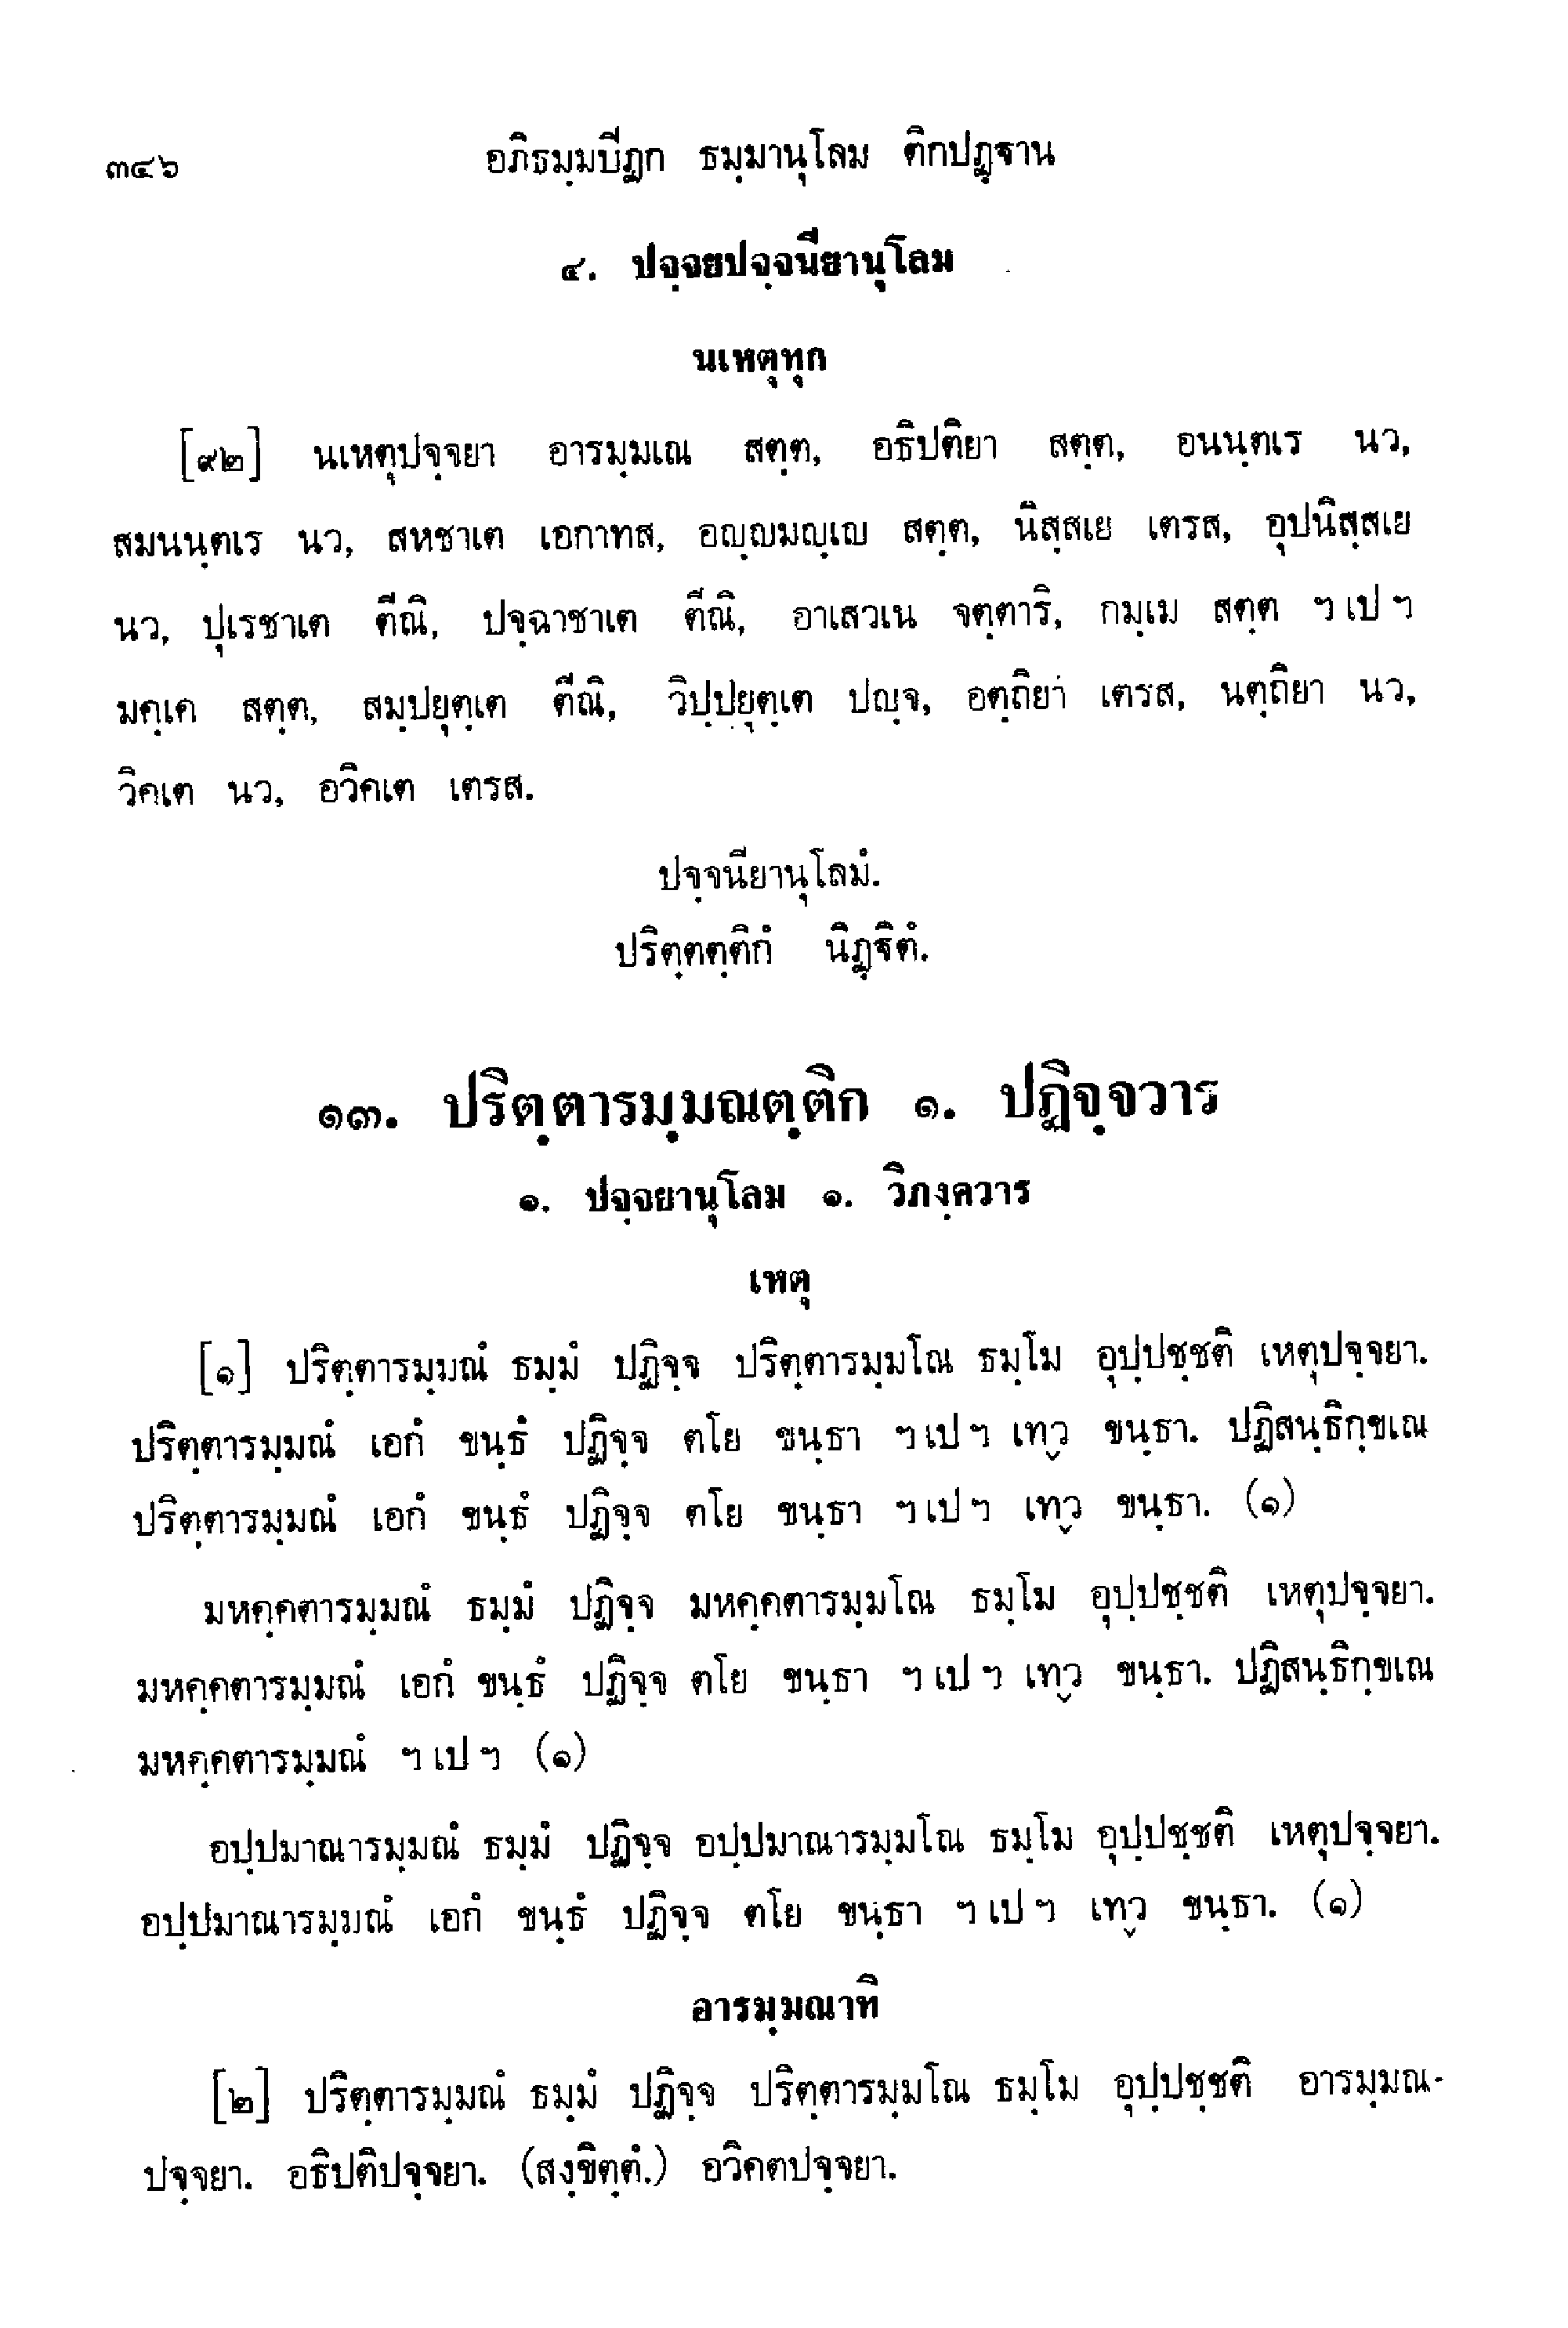 ๓๔๖ อภิธมฺมปิฏก ธมฺมานุโลม ติกปฏฺฐาน
๔. ปจฺจยปจฺจนียานุโลม
นเหตุทุก
[๙๒] นเหตุปจฺจยา อารมฺมเณ สตฺต, อธิปติยา สตฺต, อนนฺตเร นว,
สมนนฺตเร นว, สหชาเต เอกาทส, อญฺญมญฺเญ สตฺต, นิสฺสเย เตรส, อุปนิสฺสเย
นว, ปุเรชาเต ตีณิ, ปจฺฉาชาเต ตีณิ, อาเสวเน จตฺตาริ, กมฺเม สตฺต ฯ เป ฯ
มคฺเค สตฺต, สมฺปยุตฺเต ตีณิ, วิปฺปยุตฺเต ปญฺจ, อตฺถิยา เตรส, นตฺถิยา นว,
วิคเต นว, อวิคเต เตรส.
ปจฺจนียานุโลมํ.
ปริตฺตตฺติกํ นิฏฺฐิตํ.
๑๓. ปริตฺตารมฺมณตฺติก ๑. ปฏิจฺจวาร
๑. ปจฺจยานุโลม ๑. วิภงฺควาร
เหตุ
[๑] ปริตฺตารมฺมณํ ธมฺมํ ปฏิจฺจ ปริตฺตารมฺมโณ ธมฺโม อุปฺปชฺชติ เหตุปจฺจยา.
ปริตฺตารมฺมณํ เอกํ ขนฺธํ ปฏิจฺจ ตโย ขนฺธา ฯ เป ฯ เทฺว ขนฺธา. ปฏิสนฺธิกฺขเณ
ปริตฺตารมฺมณํ เอกํ ขนฺธํ ปฏิจฺจ ตโย ขนฺธา ฯ เป ฯ เทฺว ขนฺธา. (๑)
มหคฺคตารมฺมณํ ธมฺมํ ปฏิจฺจ มหคฺคตารมฺมโณ ธมฺโม อุปฺปชฺชติ เหตุปจฺจยา.
มหคฺคตารมฺมณํ เอกํ ขนฺธํ ปฏิจฺจ ตโย ขนฺธา ฯ เป ฯ เทฺว ขนฺธา. ปฏิสนฺธิกฺขเณ
มหคฺคตารมฺมณํ ฯ เป ฯ (๑)
อปฺปมาณารมฺมณํ ธมฺมํ ปฏิจฺจ อปฺปมาณารมฺมโณ ธมฺโม อุปฺปชฺชติ เหตุปจฺจยา.
อปฺปมาณารมฺมณํ เอกํ ขนฺธํ ปฏิจฺจ ตโย ขนฺธา ฯ เป ฯ เทฺว ขนฺธา. (๑)
อารมฺมณาทิ
[๒] ปริตฺตารมฺมณํ ธมฺมํ ปฏิจฺจ ปริตฺตารมฺมโณ ธมฺโม อุปฺปชฺชติ อารมฺมณ-
ปจฺจยา. อธิปติปจฺจยา. (สงฺขิตฺตํ.) อวิคตปจฺจยา.